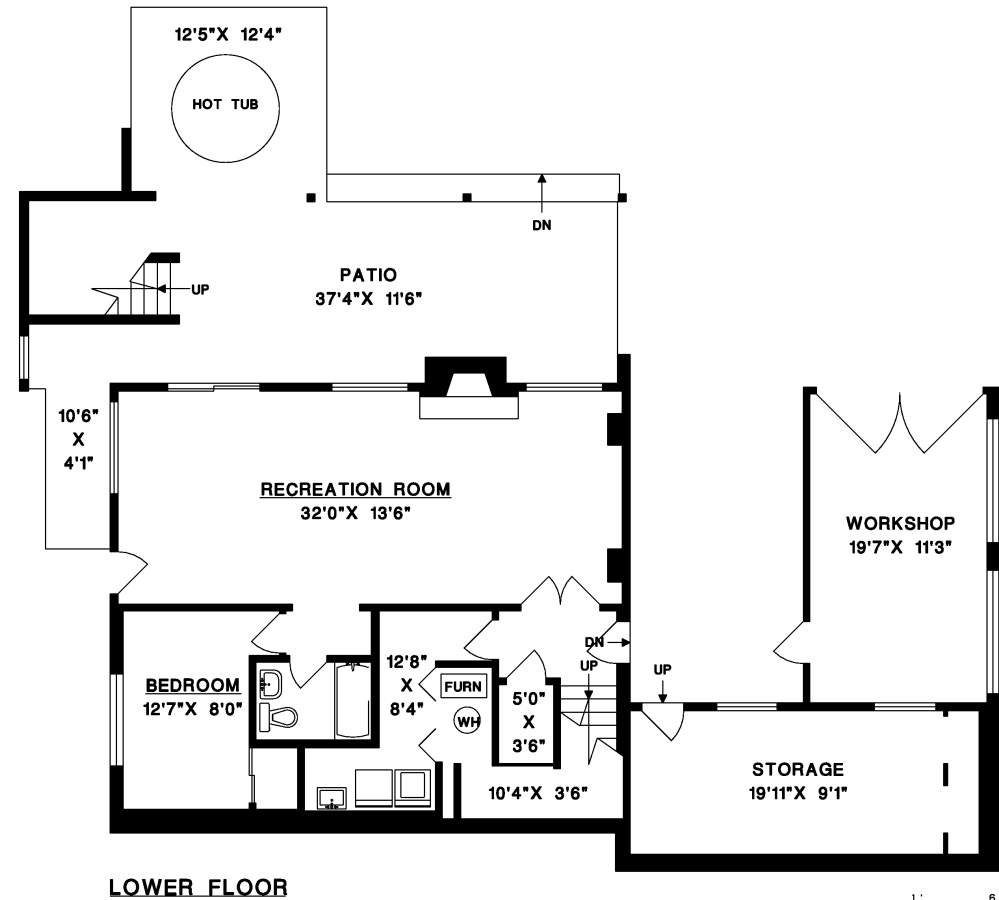 12'5"X 12'4"
HOT TUB
DN
PATIO
37'4"X 11'6"
UP
10'6"
X
4'1"
RECREATION ROOM
32'0"X 13'6"
WORKSHOP
19'7"X 11'3"
DN
UP
UP
12'8"
X
8'4"
FURN
WH
BEDROOM
12'7"X 8'0"
5'0"
X
3'6"
10'4"X 3'6"
STORAGE
19'11"X 9'1"
LOWER FLOOR
1' 6